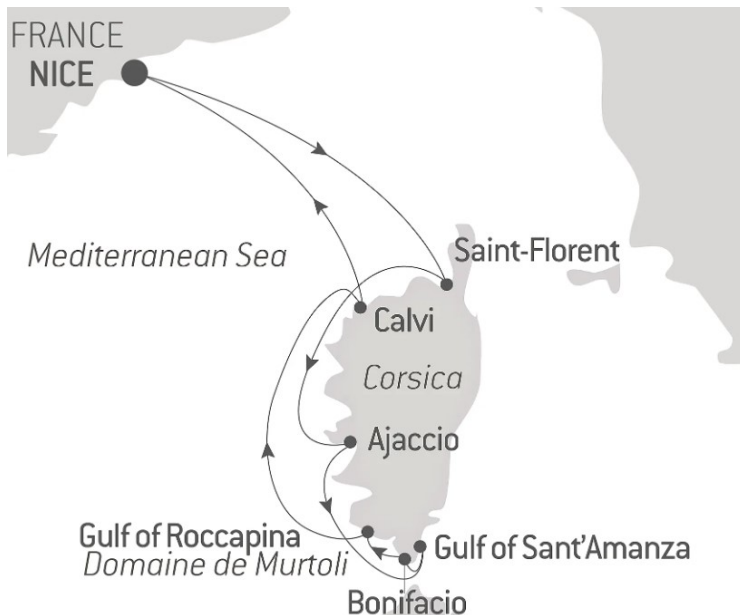 FRANCE
NICE
Mediterranean Sea
Saint-Florent
Calvi
Corsica
Ajaccio
Gulf of Roccapina
Domaine de Murtoli
Gulf of Sant'Amanza
Bonifacio